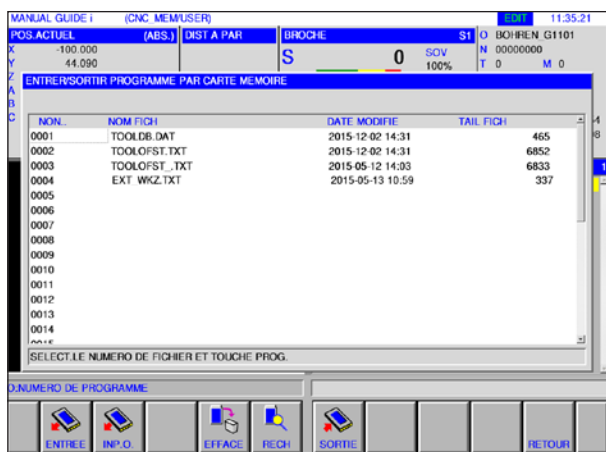 MANUAL GUIDE i (CNC_MEM/USER) EDIT 11:35:21
POS.ACTUEL (ABS.) DIST A PAR BROCHE S1 O BOHREN G1101
X -100.000 S 0 SOV 100% N 00000000
Y 44.090 T 0 M 0
Z
A
B
C
ENTRER/SORTIR PROGRAMME PAR CARTE MEMOIRE
NON.. NOM FICH DATE MODIFIE TAIL FICH
0001 TOOLDB.DAT 2015-12-02 14:31 465
0002 TOOLOFST.TXT 2015-12-02 14:31 6852
0003 TOOLOFST_.TXT 2015-05-12 14:03 6833
0004 EXT_WKZ.TXT 2015-05-13 10:59 337
0005
0006
0007
0008
0009
0010
0011
0012
0013
0014
0015
SELECT.LE NUMERO DE FICHIER ET TOUCHE PROG.
O:NUMERO DE PROGRAMME
ENTREE INP.O. EFFACE RECH SORTIE RETOUR